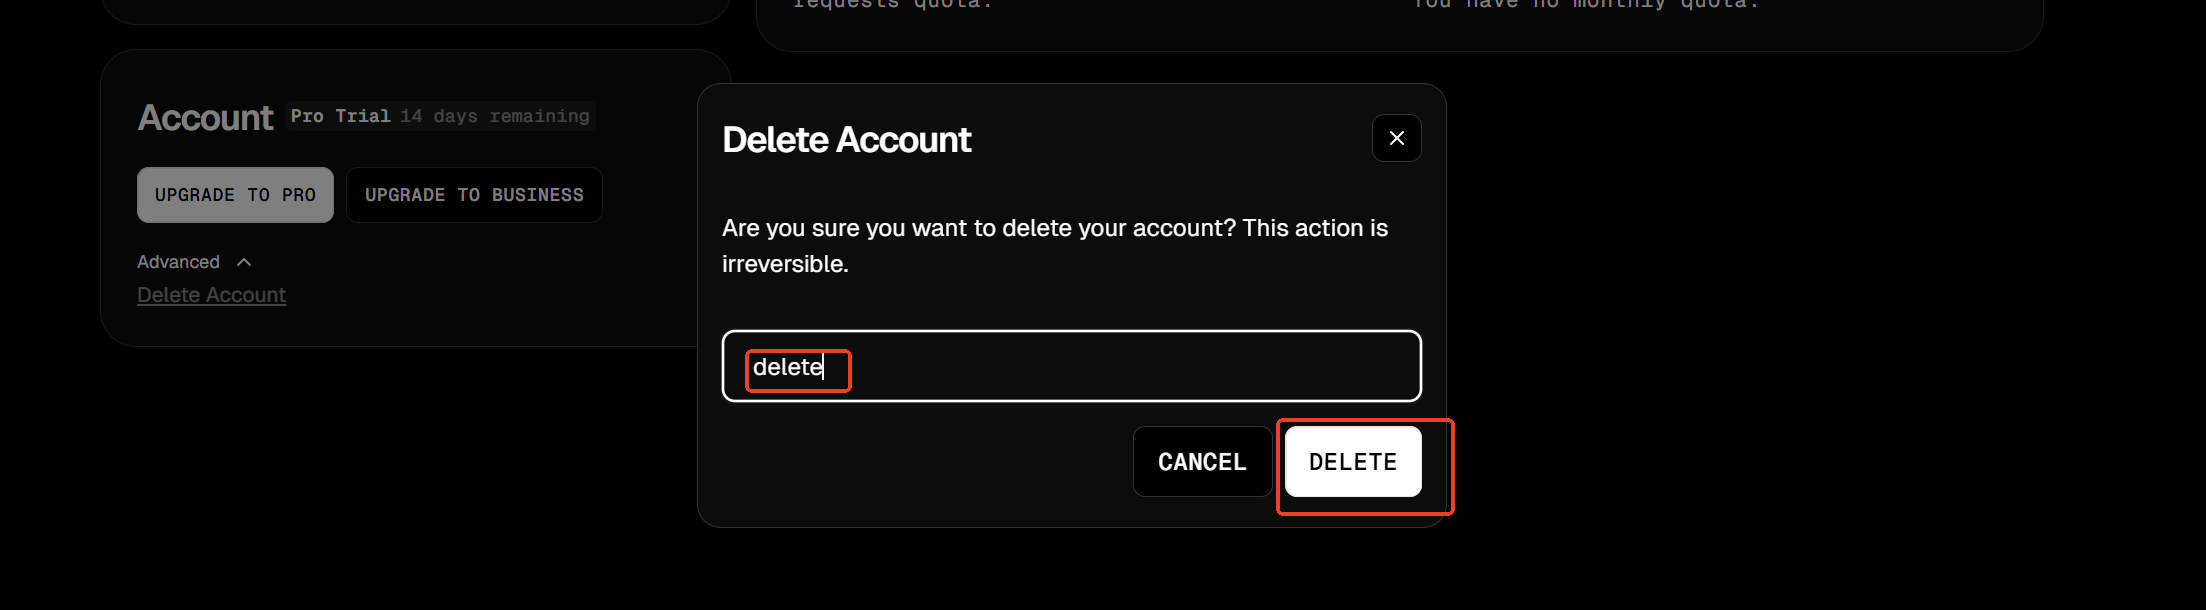 requests quota.
You have no monthly quota.
Account Pro Trial 14 days remaining
UPGRADE TO PRO
UPGRADE TO BUSINESS
Advanced
Delete Account
Delete Account
Are you sure you want to delete your account? This action is
irreversible.
delete
CANCEL
DELETE